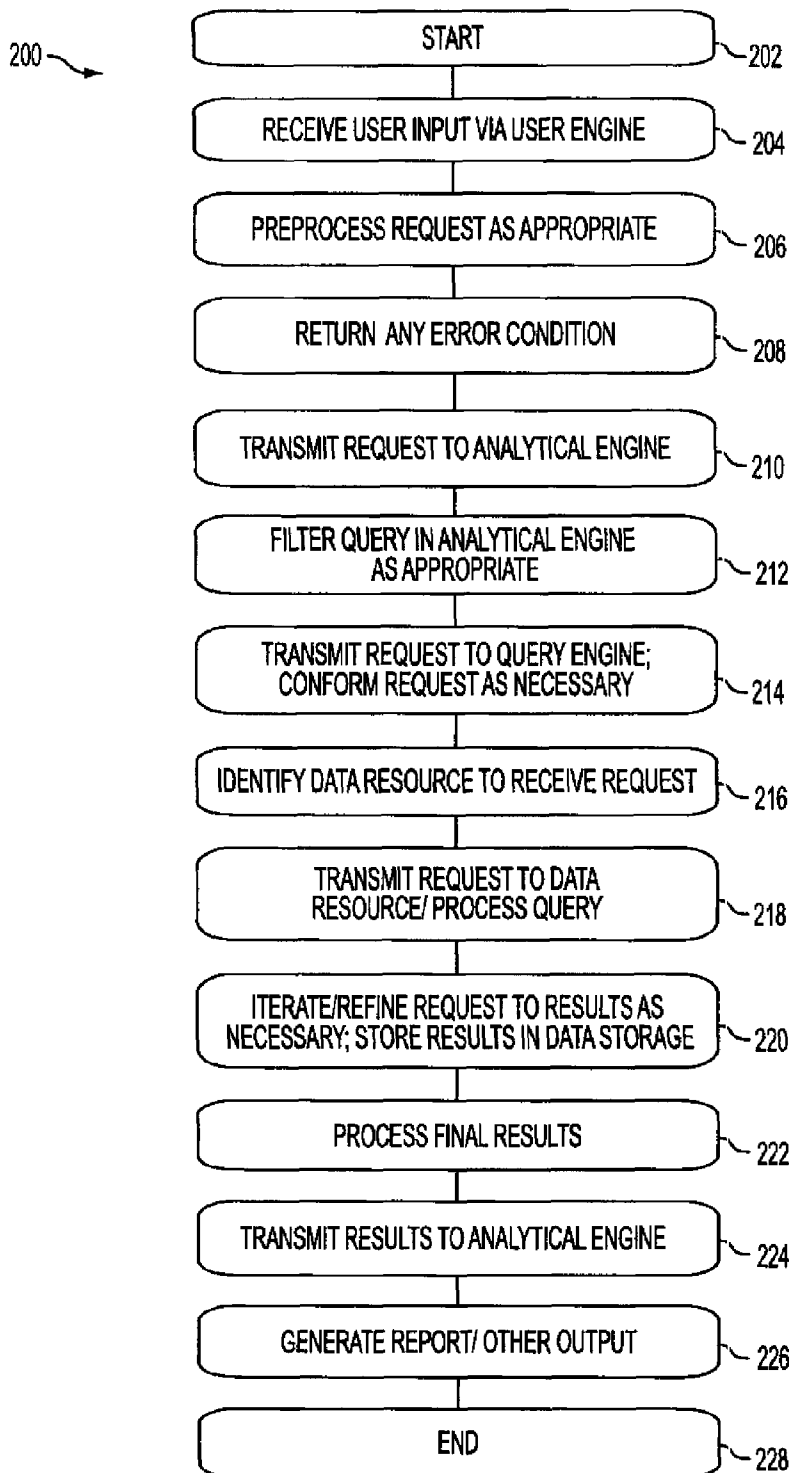 200
START
202
RECEIVE USER INPUT VIA USER ENGINE
204
PREPROCESS REQUEST AS APPROPRIATE
206
RETURN ANY ERROR CONDITION
208
TRANSMIT REQUEST TO ANALYTICAL ENGINE
210
FILTER QUERY IN ANALYTICAL ENGINE
AS APPROPRIATE
212
TRANSMIT REQUEST TO QUERY ENGINE;
CONFORM REQUEST AS NECESSARY
214
IDENTIFY DATA RESOURCE TO RECEIVE REQUEST
216
TRANSMIT REQUEST TO DATA
RESOURCE/ PROCESS QUERY
218
ITERATE/REFINE REQUEST TO RESULTS AS
NECESSARY; STORE RESULTS IN DATA STORAGE
220
PROCESS FINAL RESULTS
222
TRANSMIT RESULTS TO ANALYTICAL ENGINE
224
GENERATE REPORT/ OTHER OUTPUT
226
END
228